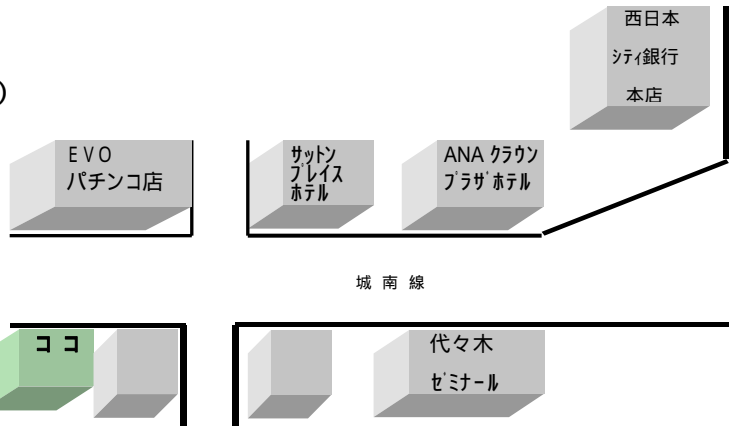 西日本
ｼﾃｨ銀行
本店
)
EVO
パチンコ店
サットン
プレイス
ホテル
ANA クラウン
プラザホテル
城南線
ココ
代々木
ゼミナール